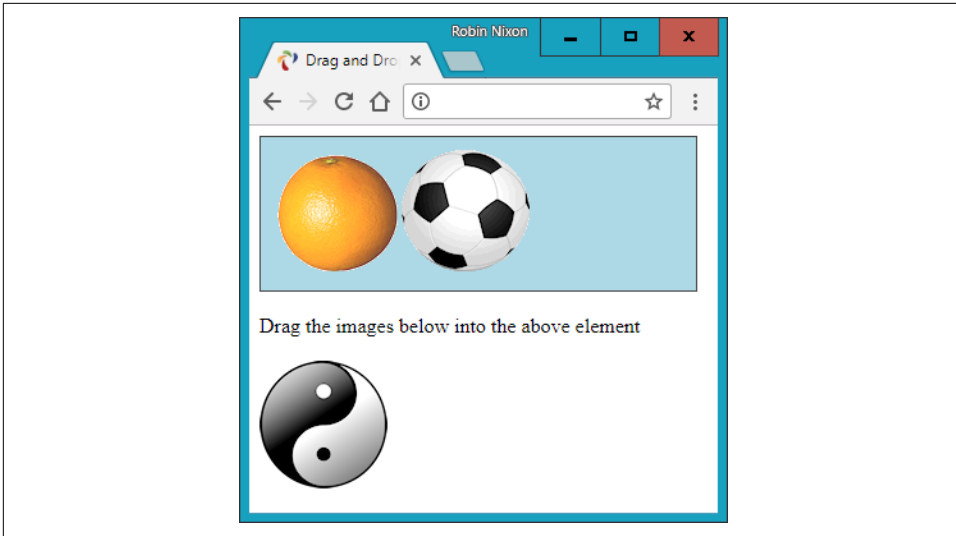 Robin Nixon
Drag and Dro
Drag the images below into the above element